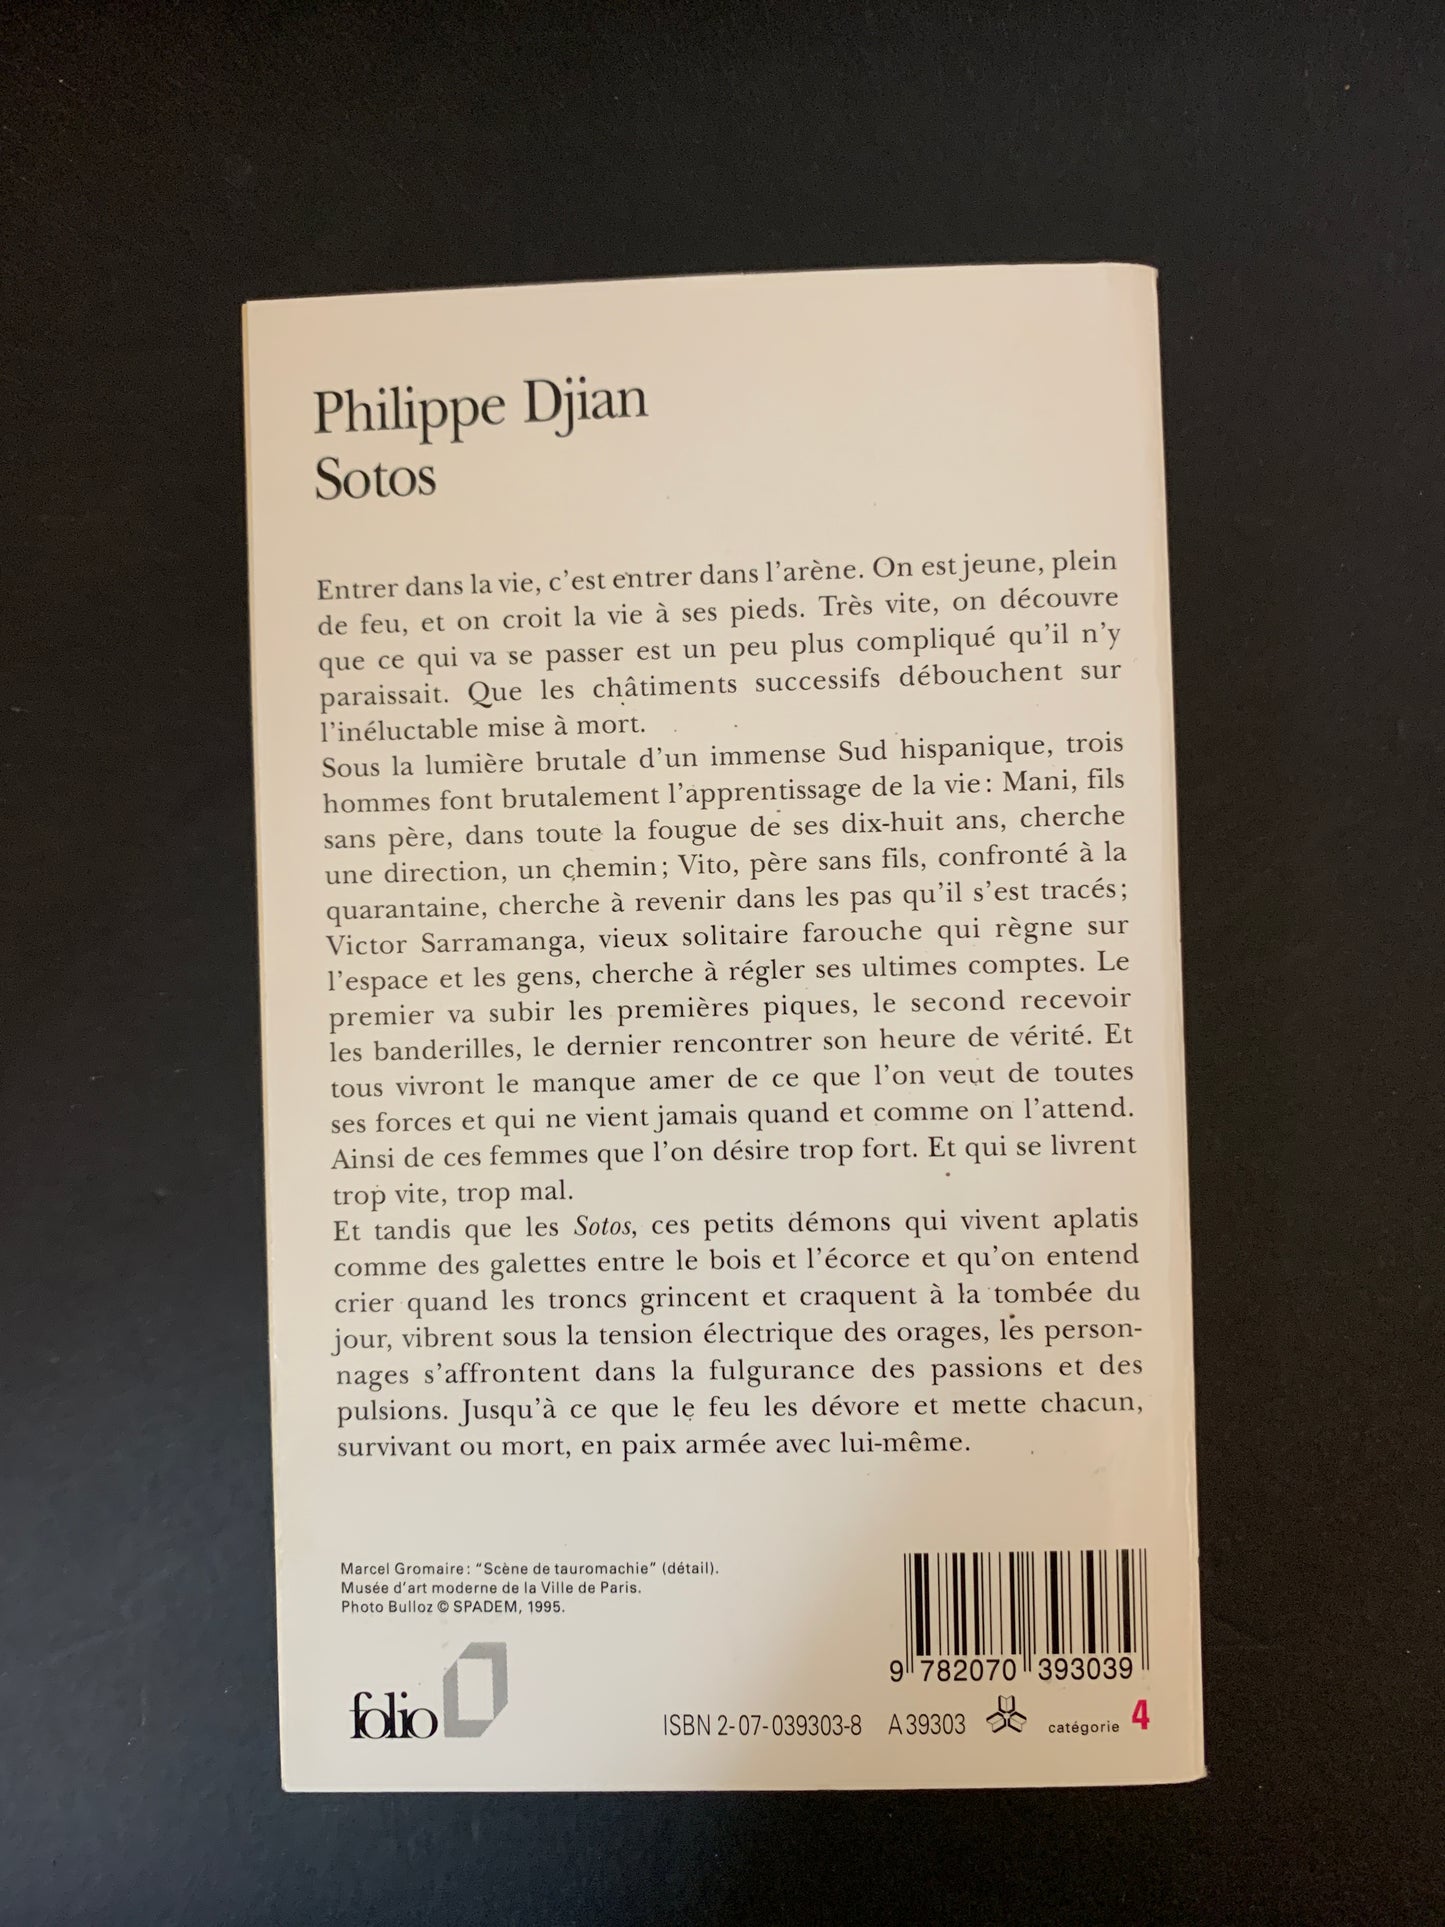 Philippe Djian
Sotos
Entrer dans la vie, c'est entrer dans l'arène. On est jeune, plein
de feu, et on croit la vie à ses pieds. Très vite, on découvre
que ce qui va se passer est un peu plus compliqué qu'il n'y
paraissait. Que les châtiments successifs débouchent sur
l'inéluctable mise à mort.
Sous la lumière brutale d'un immense Sud hispanique, trois
hommes font brutalement l'apprentissage de la vie : Mani, fils
sans père, dans toute la fougue de ses dix-huit ans, cherche
une direction, un chemin ; Vito, père sans fils, confronté à la
quarantaine, cherche à revenir dans les pas qu'il s'est tracés ;
Victor Sarramanga, vieux solitaire farouche qui règne sur
l'espace et les gens, cherche à régler ses ultimes comptes. Le
premier va subir les premières piques, le second recevoir
les banderilles, le dernier rencontrer son heure de vérité. Et
tous vivront le manque amer de ce que l'on veut de toutes
ses forces et qui ne vient jamais quand et comme on l'attend.
Ainsi de ces femmes que l'on désire trop fort. Et qui se livrent
trop vite, trop mal.
Et tandis que les Sotos, ces petits démons qui vivent aplatis
comme des galettes entre le bois et l'écorce et qu'on entend
crier quand les troncs grincent et craquent à la tombée du
jour, vibrent sous la tension électrique des orages, les person-
nages s'affrontent dans la fulgurance des passions et des
pulsions. Jusqu'à ce que le feu les dévore et mette chacun,
survivant ou mort, en paix armée avec lui-même.
Marcel Gromaire : "Scène de tauromachie" (détail).
Musée d'art moderne de la Ville de Paris.
Photo Bulloz © SPADEM, 1995.
9 782070 393039
folio
ISBN 2-07-039303-8 A 39303 catégorie 4